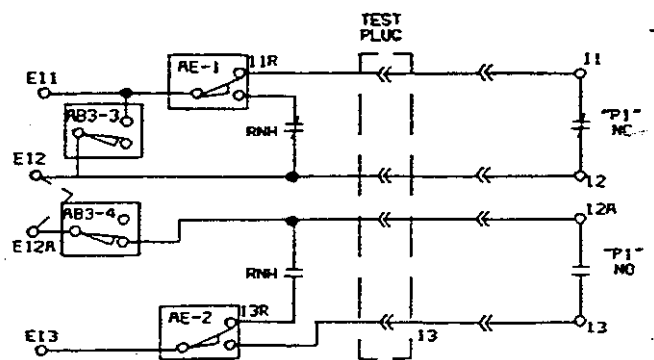 TEST
PLUG
E11
AE-1
11R
11
AB3-3
RNH
"P1"
NC
E12
12
AB3-4
12A
E12A
RNH
"P1"
NO
AE-2
13R
E13
13
13